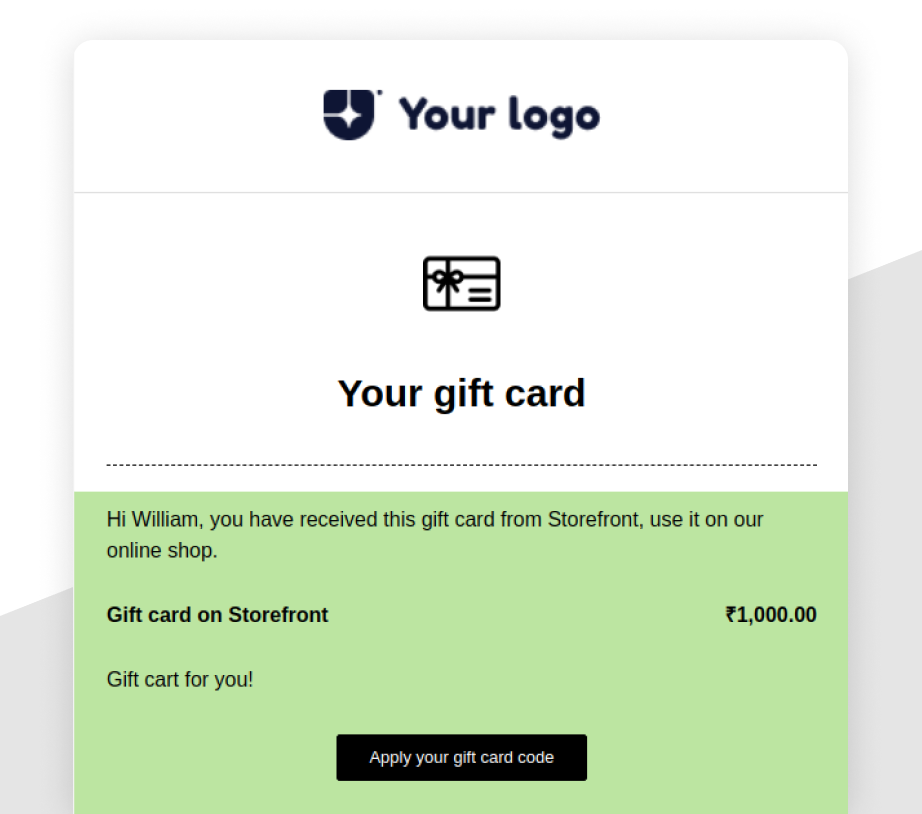 Your logo
Your gift card
Hi William, you have received this gift card from Storefront, use it on our
online shop.
Gift card on Storefront ₹1,000.00
Gift cart for you!
Apply your gift card code